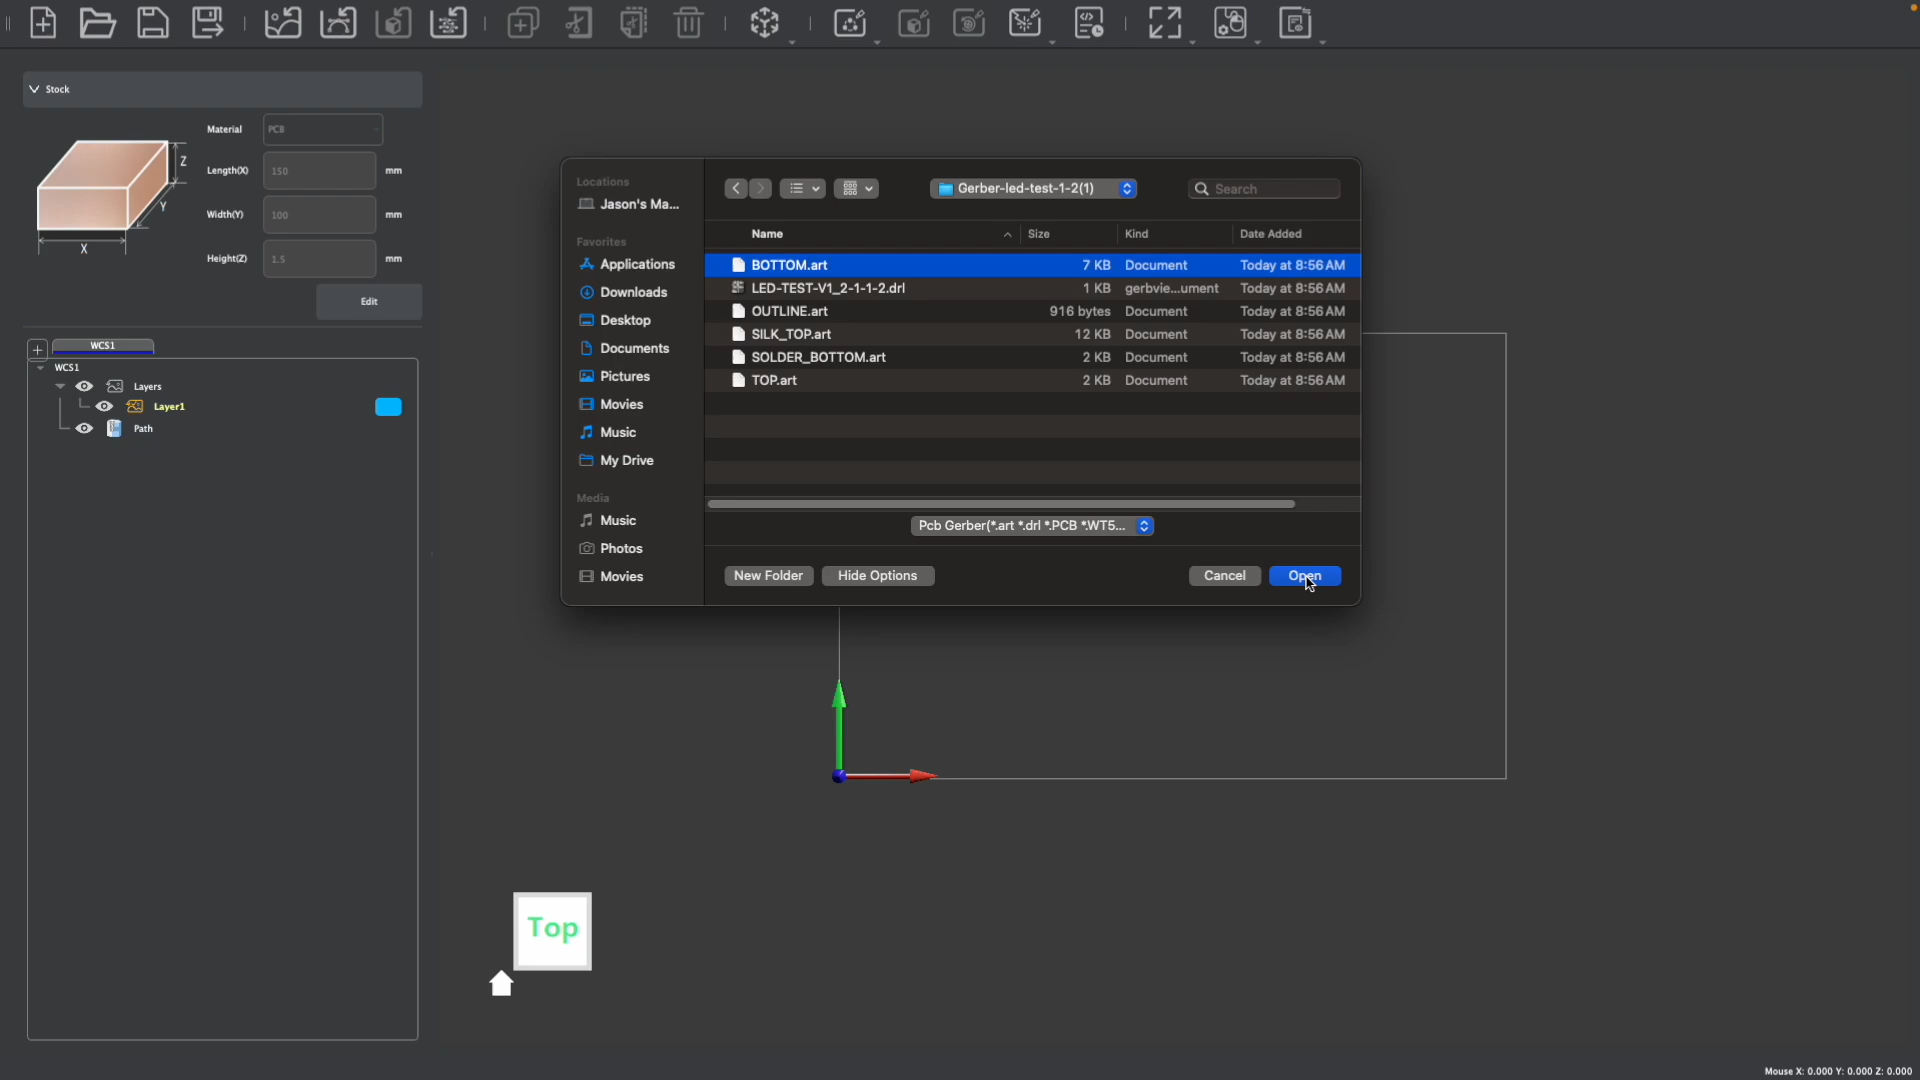 Stock
Material PCB
Length(X) 150 mm
Width(Y) 100 mm
Height(Z) 1.5 mm
Z
Y
X
Edit
WCS1
WCS1
Layers
Layer1
Path
Locations
Jason's Ma...
Favorites
Applications
Downloads
Desktop
Documents
Pictures
Movies
Music
My Drive
Media
Music
Photos
Movies
Gerber-led-test-1-2(1)
Search
Name Size Kind Date Added
BOTTOM.art 7 KB Document Today at 8:56 AM
LED-TEST-V1_2-1-1-2.drl 1 KB gerbvie...ument Today at 8:56 AM
OUTLINE.art 916 bytes Document Today at 8:56 AM
SILK_TOP.art 12 KB Document Today at 8:56 AM
SOLDER_BOTTOM.art 2 KB Document Today at 8:56 AM
TOP.art 2 KB Document Today at 8:56 AM
Pcb Gerber(*.art *.drl *.PCB *.WT5...
New Folder
Hide Options
Cancel
Open
Top
Mouse X: 0.000 Y: 0.000 Z: 0.000